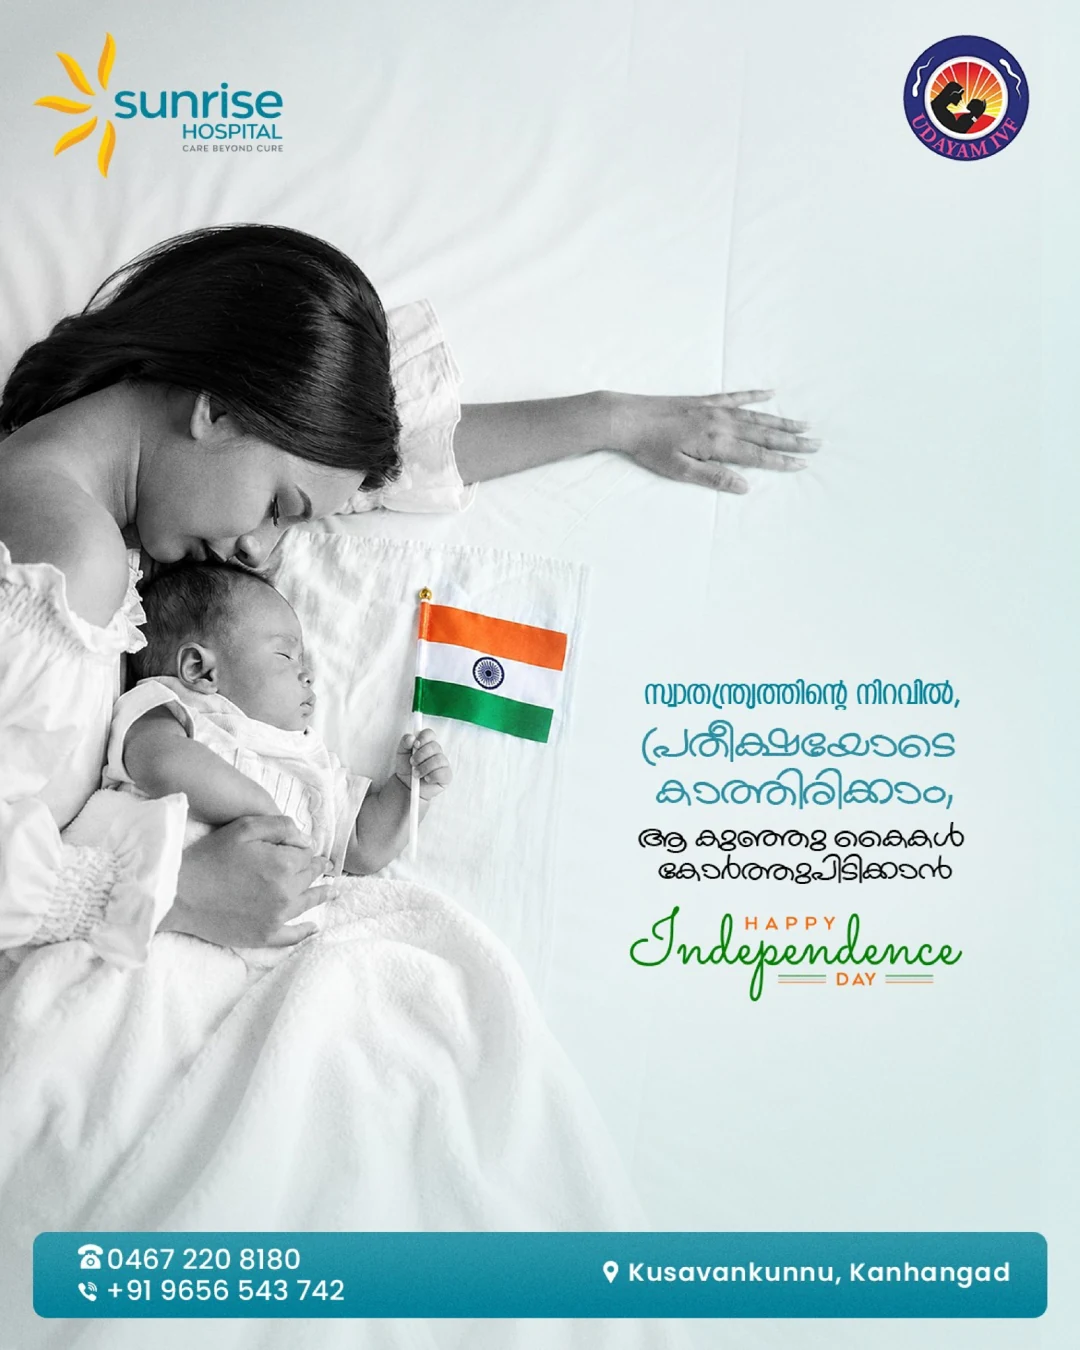 sunrise
HOSPITAL
CARE BEYOND CURE
UDAYAM IVF
സ്വാതന്ത്ര്യത്തിന്റെ നിറവിൽ,
പ്രതീക്ഷയോടെ
കാത്തിരിക്കാം,
ആ കുഞ്ഞു കൈകൾ
കോർത്തുപിടിക്കാൻ
HAPPY
Independence
DAY
0467 220 8180
+91 9656 543 742
Kusavankunnu, Kanhangad